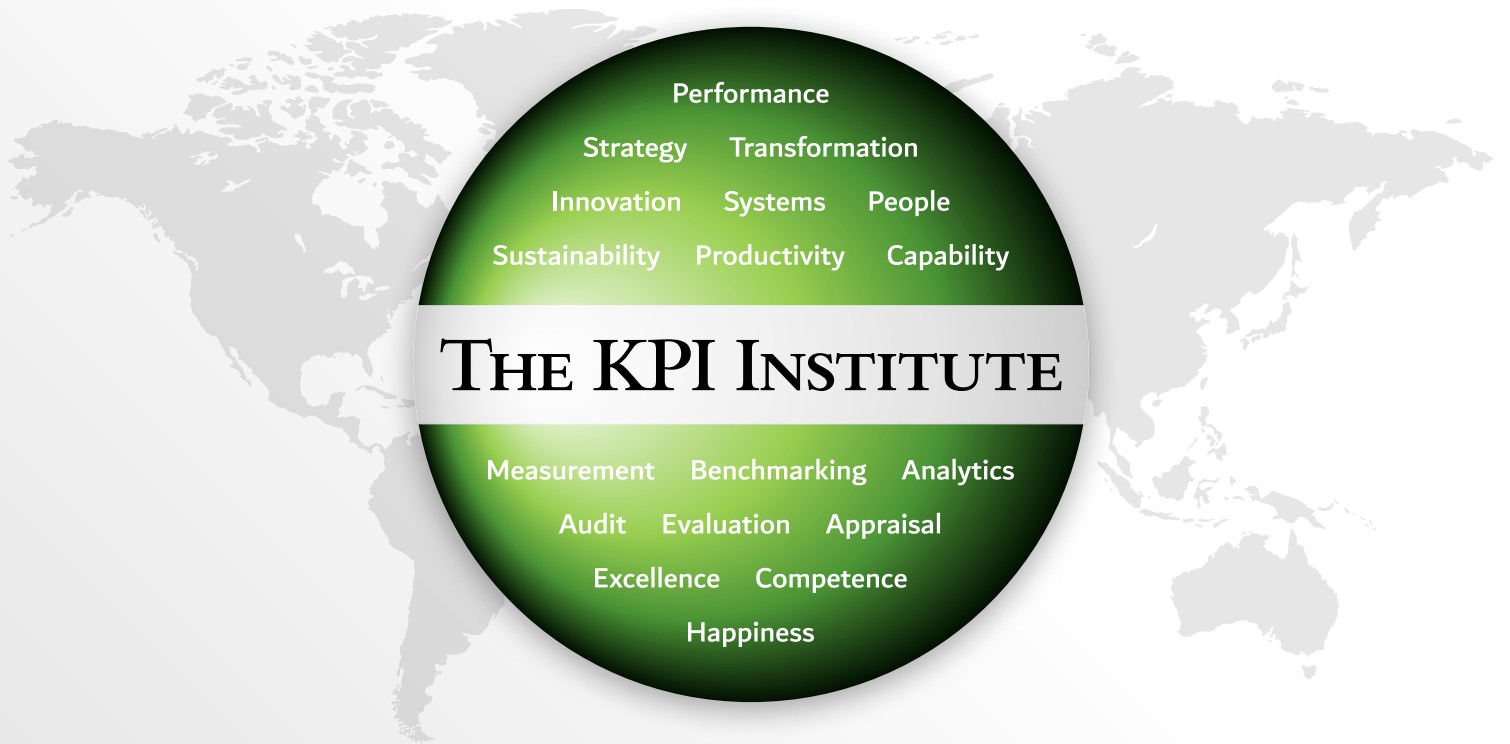 Performance
Strategy Transformation
Innovation Systems People
Sustainability Productivity Capability
The KPI Institute
Measurement Benchmarking Analytics
Audit Evaluation Appraisal
Excellence Competence
Happiness